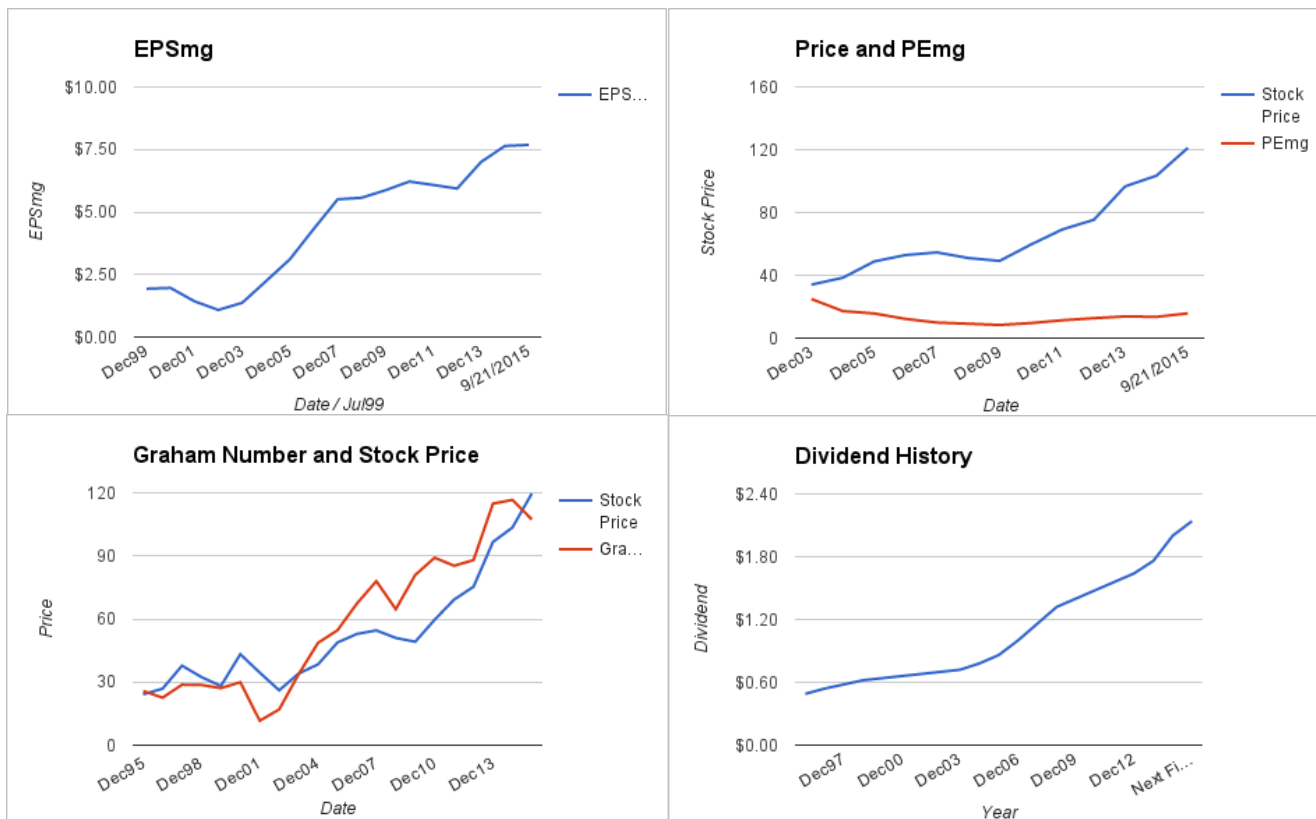 EPSmg
$10.00
$7.50
$5.00
$2.50
$0.00
EPSmg
EPS...
Dec99
Dec01
Dec03
Dec05
Dec07
Dec09
Dec11
Dec13
9/21/2015
Date / Jul99
Price and PEmg
160
120
80
40
0
Stock Price
Stock
Price
PEmg
Dec03
Dec05
Dec07
Dec09
Dec11
Dec13
9/21/2015
Date
Graham Number and Stock Price
120
90
60
30
0
Price
Stock
Price
Gra...
Dec95
Dec98
Dec01
Dec04
Dec07
Dec10
Dec13
Date
Dividend History
$2.40
$1.80
$1.20
$0.60
$0.00
Dividend
Dec97
Dec00
Dec03
Dec06
Dec09
Dec12
Next Fi...
Year